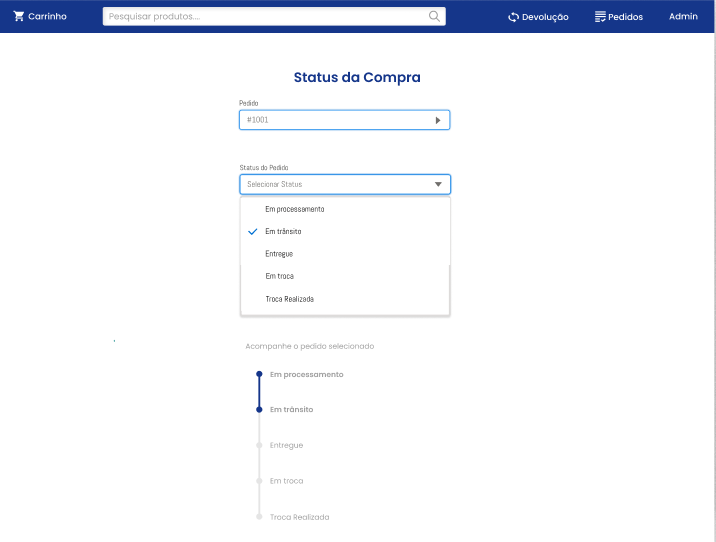 Carrinho
Pesquisar produtos....
Devolução
Pedidos
Admin
Status da Compra
Pedido
#1001
Status do Pedido
Selecionar Status
Em processamento
Em trânsito
Entregue
Em troca
Troca Realizada
Acompanhe o pedido selecionado
Em processamento
Em trânsito
Entregue
Em troca
Troca Realizada